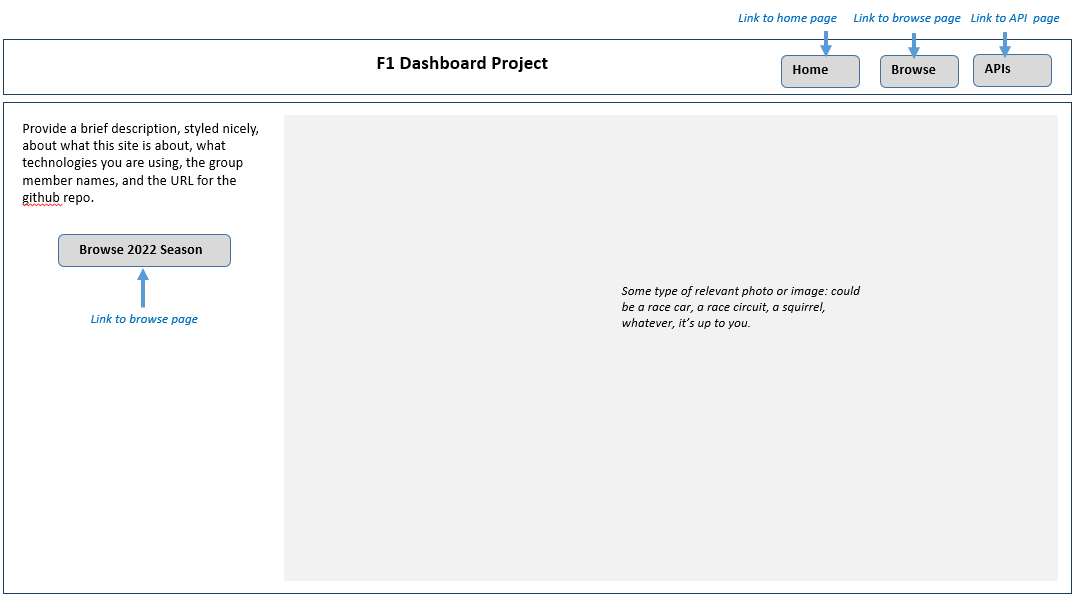 Link to home page Link to browse page Link to API page
F1 Dashboard Project
Home Browse APIs
Provide a brief description, styled nicely,
about what this site is about, what
technologies you are using, the group
member names, and the URL for the
github repo.
Browse 2022 Season
Link to browse page
Some type of relevant photo or image: could
be a race car, a race circuit, a squirrel,
whatever, it's up to you.